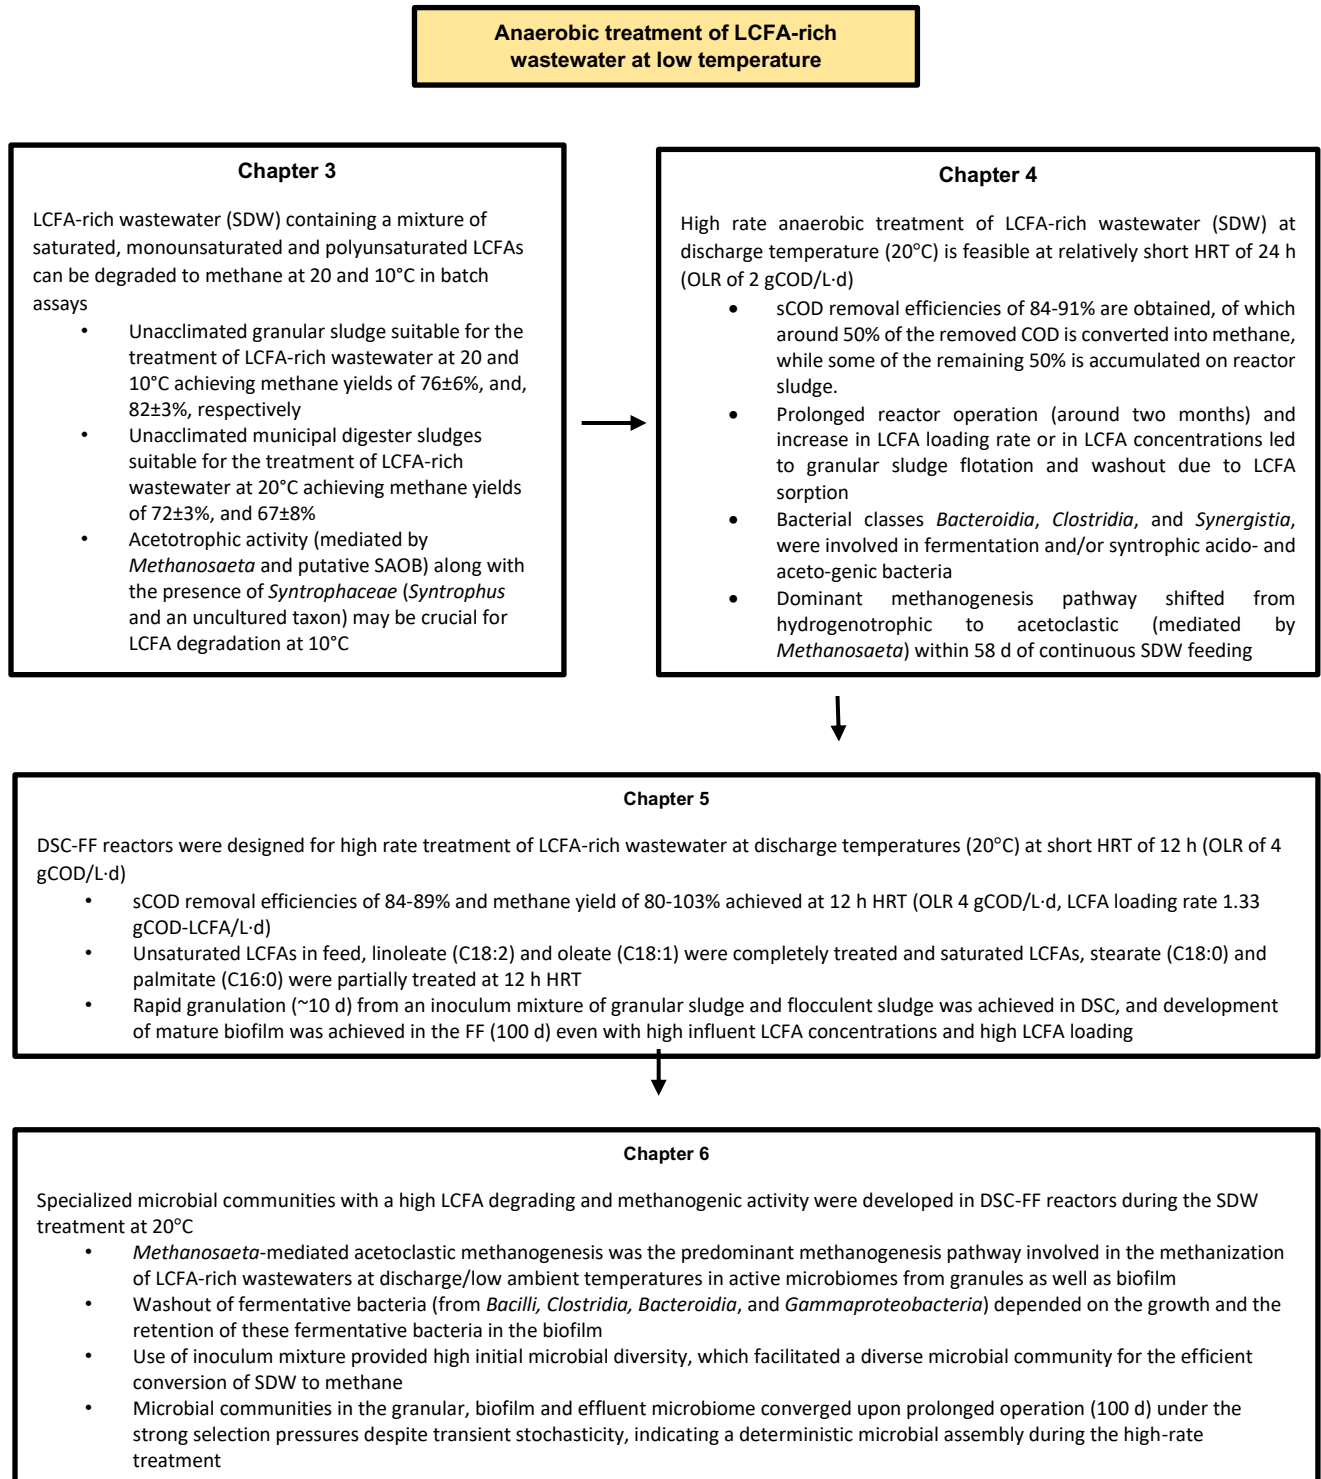 Anaerobic treatment of LCFA-rich
wastewater at low temperature
Chapter 3
LCFA-rich wastewater (SDW) containing a mixture of
saturated, monounsaturated and polyunsaturated LCFAs
can be degraded to methane at 20 and 10°C in batch
assays
• Unacclimated granular sludge suitable for the
treatment of LCFA-rich wastewater at 20 and
10°C achieving methane yields of 76±6%, and,
82±3%, respectively
• Unacclimated municipal digester sludges
suitable for the treatment of LCFA-rich
wastewater at 20°C achieving methane yields
of 72±3%, and 67±8%
• Acetotrophic activity (mediated by
Methanosaeta and putative SAOB) along with
the presence of Syntrophaceae (Syntrophus
and an uncultured taxon) may be crucial for
LCFA degradation at 10°C
Chapter 4
High rate anaerobic treatment of LCFA-rich wastewater (SDW) at
discharge temperature (20°C) is feasible at relatively short HRT of 24 h
(OLR of 2 gCOD/L·d)
• sCOD removal efficiencies of 84-91% are obtained, of which
around 50% of the removed COD is converted into methane,
while some of the remaining 50% is accumulated on reactor
sludge.
• Prolonged reactor operation (around two months) and
increase in LCFA loading rate or in LCFA concentrations led
to granular sludge flotation and washout due to LCFA
sorption
• Bacterial classes Bacteroidia, Clostridia, and Synergistia,
were involved in fermentation and/or syntrophic acido- and
aceto-genic bacteria
• Dominant methanogenesis pathway shifted from
hydrogenotrophic to acetoclastic (mediated by
Methanosaeta) within 58 d of continuous SDW feeding
Chapter 5
DSC-FF reactors were designed for high rate treatment of LCFA-rich wastewater at discharge temperatures (20°C) at short HRT of 12 h (OLR of 4
gCOD/L·d)
• sCOD removal efficiencies of 84-89% and methane yield of 80-103% achieved at 12 h HRT (OLR 4 gCOD/L·d, LCFA loading rate 1.33
gCOD-LCFA/L·d)
• Unsaturated LCFAs in feed, linoleate (C18:2) and oleate (C18:1) were completely treated and saturated LCFAs, stearate (C18:0) and
palmitate (C16:0) were partially treated at 12 h HRT
• Rapid granulation (~10 d) from an inoculum mixture of granular sludge and flocculent sludge was achieved in DSC, and development
of mature biofilm was achieved in the FF (100 d) even with high influent LCFA concentrations and high LCFA loading
Chapter 6
Specialized microbial communities with a high LCFA degrading and methanogenic activity were developed in DSC-FF reactors during the SDW
treatment at 20°C
• Methanosaeta-mediated acetoclastic methanogenesis was the predominant methanogenesis pathway involved in the methanization
of LCFA-rich wastewaters at discharge/low ambient temperatures in active microbiomes from granules as well as biofilm
• Washout of fermentative bacteria (from Bacilli, Clostridia, Bacteroidia, and Gammaproteobacteria) depended on the growth and the
retention of these fermentative bacteria in the biofilm
• Use of inoculum mixture provided high initial microbial diversity, which facilitated a diverse microbial community for the efficient
conversion of SDW to methane
• Microbial communities in the granular, biofilm and effluent microbiome converged upon prolonged operation (100 d) under the
strong selection pressures despite transient stochasticity, indicating a deterministic microbial assembly during the high-rate
treatment